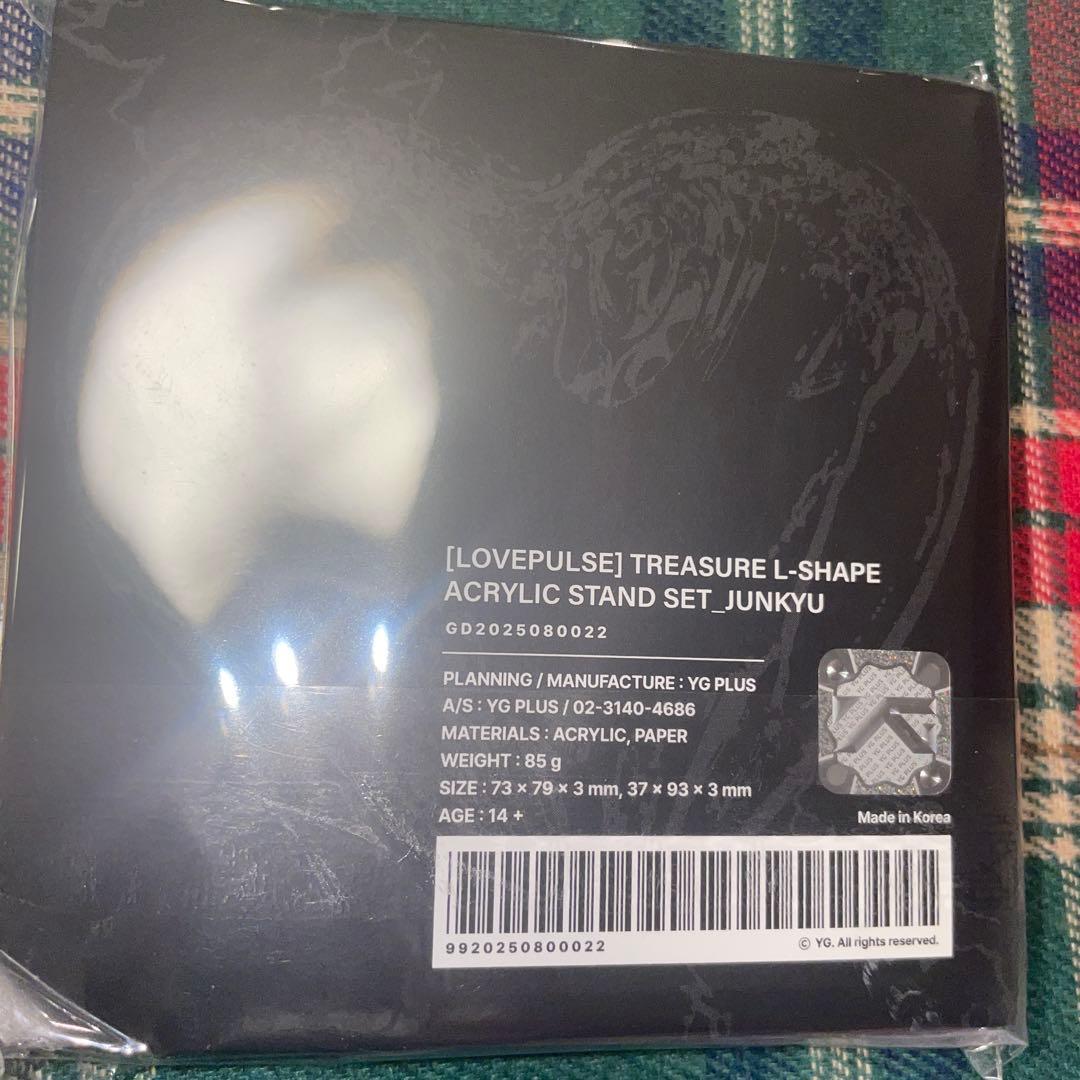 [LOVEPULSE] TREASURE L-SHAPE
ACRYLIC STAND SET_JUNKYU
GD2025080022
PLANNING / MANUFACTURE : YG PLUS
A/S : YG PLUS / 02-3140-4686
MATERIALS : ACRYLIC, PAPER
WEIGHT : 85 g
SIZE : 73 × 79 × 3 mm, 37 × 93 × 3 mm
AGE : 14 +
YG PLUS
Made in Korea
9920250800022
© YG. All rights reserved.